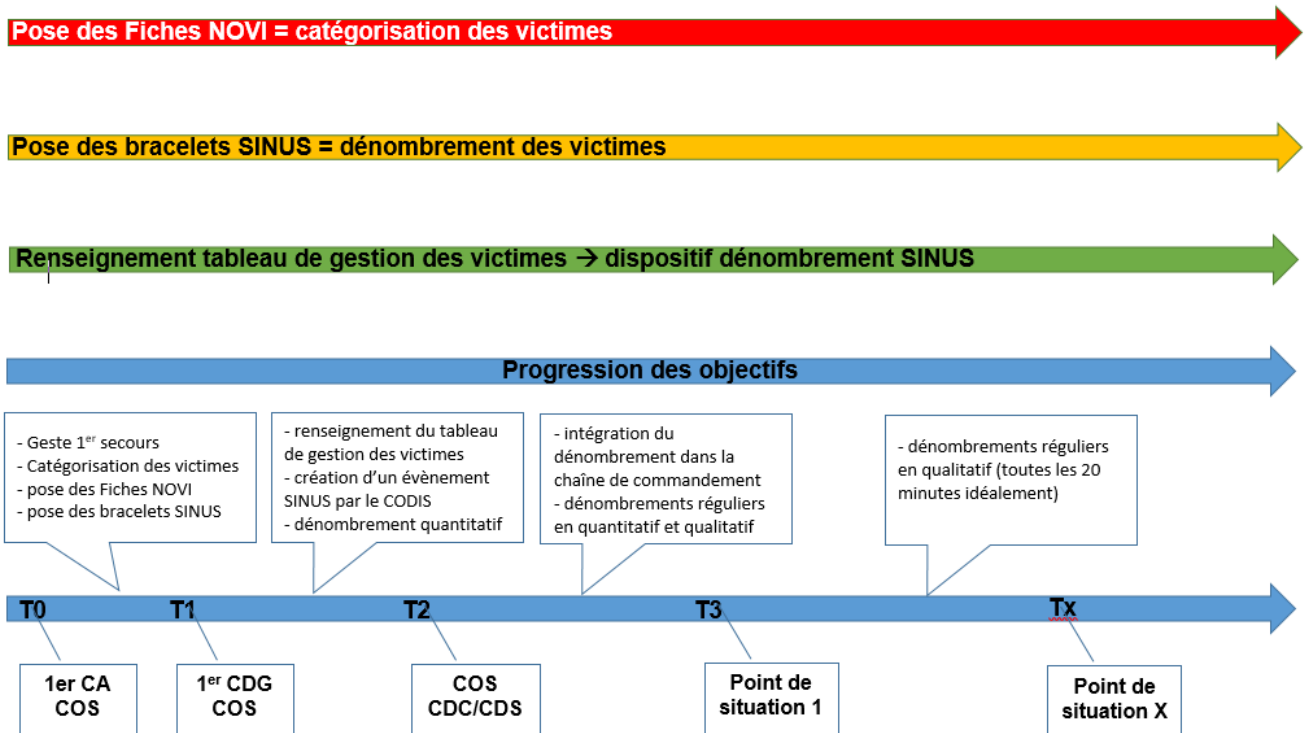 Pose des Fiches NOVI = catégorisation des victimes
Pose des bracelets SINUS = dénombrement des victimes
Renseignement tableau de gestion des victimes → dispositif dénombrement SINUS
Progression des objectifs
- Geste 1er secours
- Catégorisation des victimes
- pose des Fiches NOVI
- pose des bracelets SINUS
- renseignement du tableau
de gestion des victimes
- création d'un évènement
SINUS par le CODIS
- dénombrement quantitatif
- intégration du
dénombrement dans la
chaîne de commandement
- dénombrements réguliers
en quantitatif et qualitatif
- dénombrements réguliers
en qualitatif (toutes les 20
minutes idéalement)
T0
T1
T2
T3
Tx
1er CA
COS
1er CDG
COS
COS
CDC/CDS
Point de
situation 1
Point de
situation X